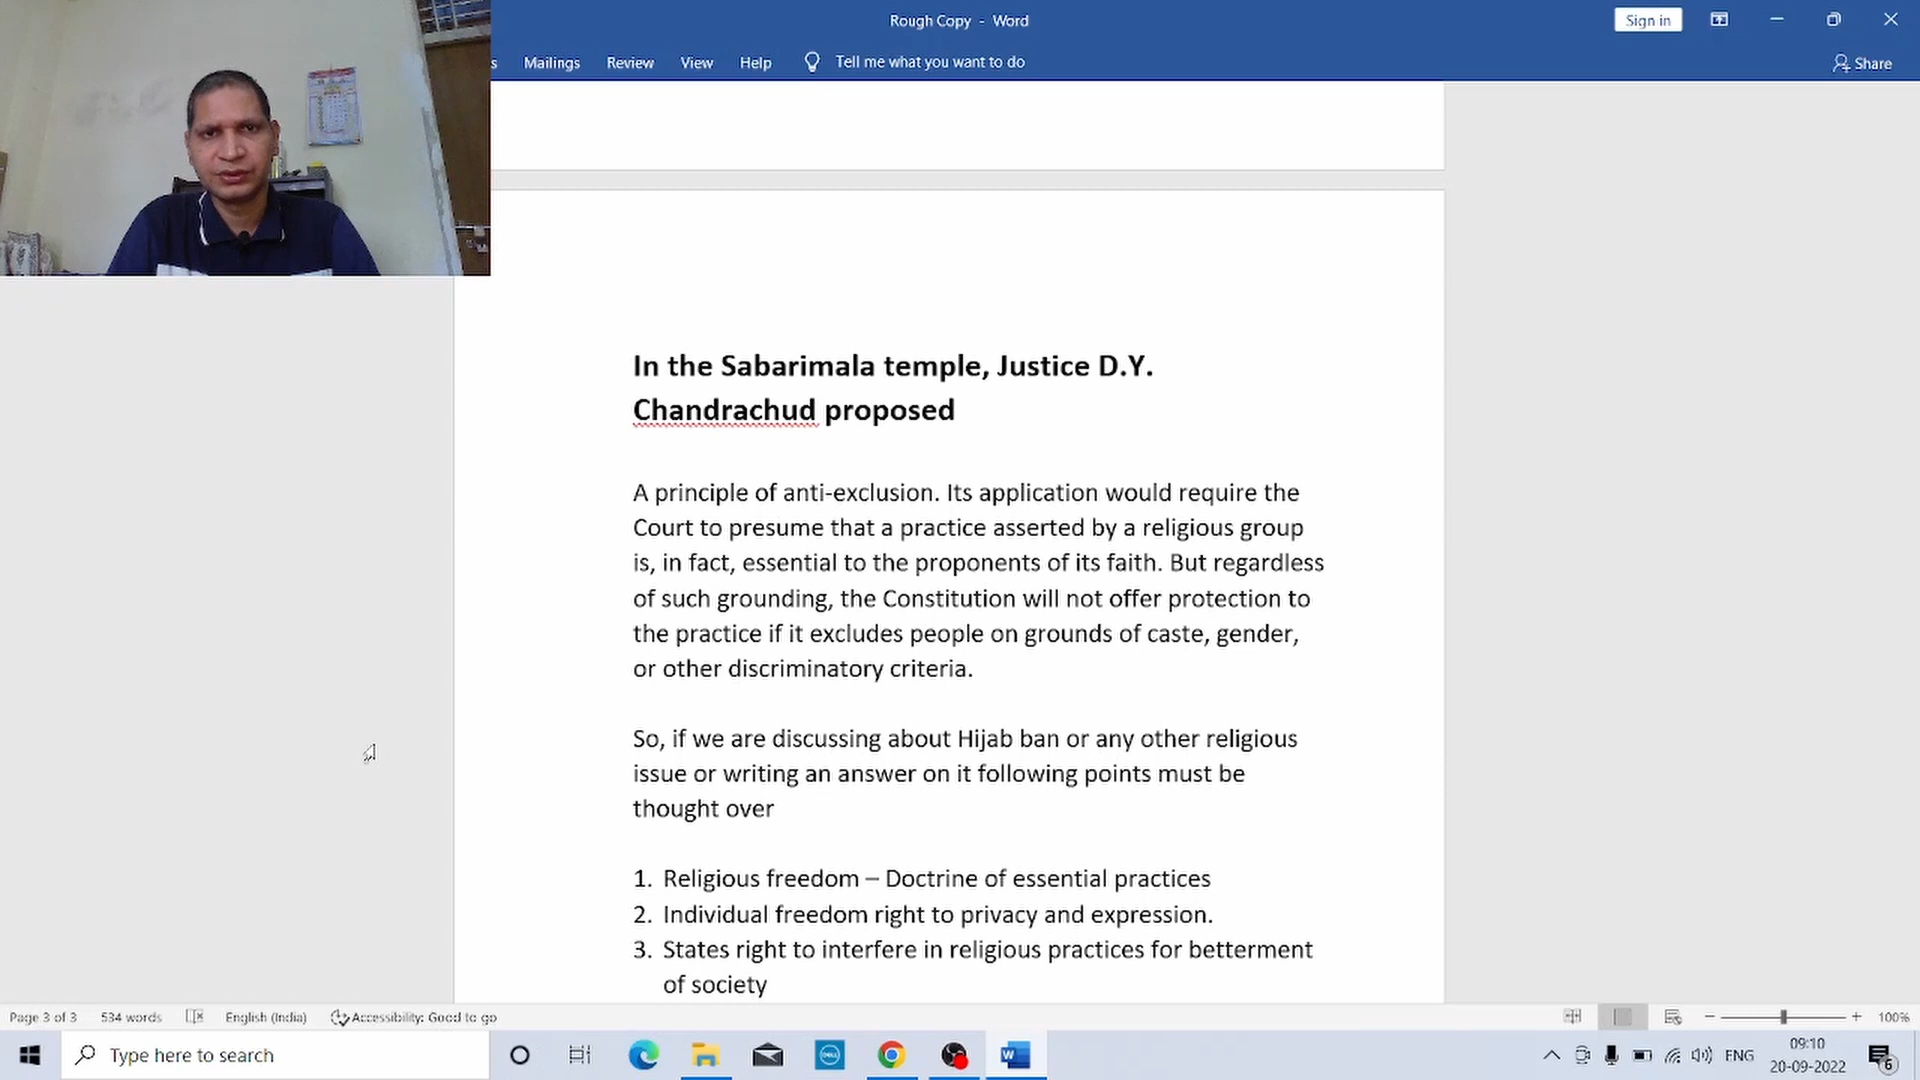 Rough Copy - Word
Sign in
s Mailings Review View Help Tell me what you want to do
Share
In the Sabarimala temple, Justice D.Y.
Chandrachud proposed
A principle of anti-exclusion. Its application would require the
Court to presume that a practice asserted by a religious group
is, in fact, essential to the proponents of its faith. But regardless
of such grounding, the Constitution will not offer protection to
the practice if it excludes people on grounds of caste, gender,
or other discriminatory criteria.
So, if we are discussing about Hijab ban or any other religious
issue or writing an answer on it following points must be
thought over
1. Religious freedom – Doctrine of essential practices
2. Individual freedom right to privacy and expression.
3. States right to interfere in religious practices for betterment
of society
Page 3 of 3 534 words English (India) Accessibility: Good to go
100%
Type here to search
DELL
W
ENG
09:10
20-09-2022
6